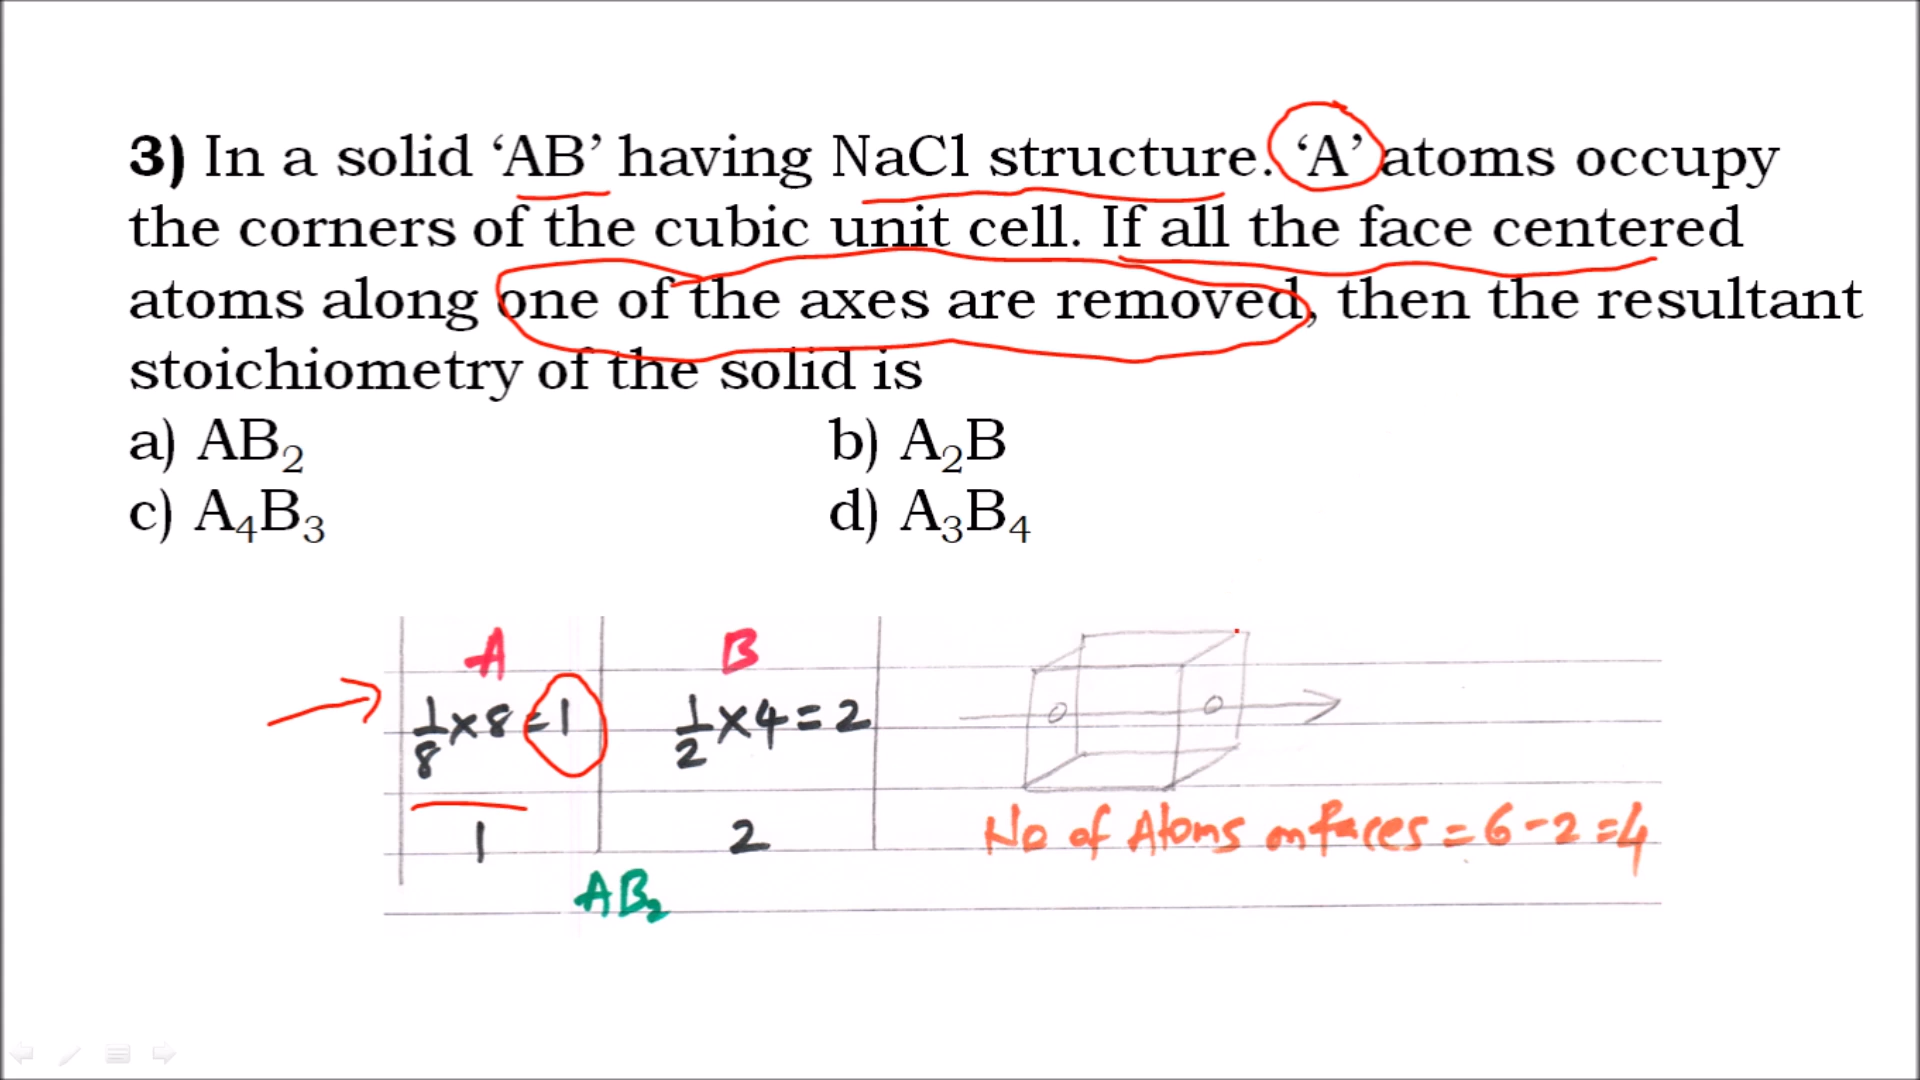 3) In a solid ‘AB’ having NaCl structure. ‘A’ atoms occupy
the corners of the cubic unit cell. If all the face centered
atoms along one of the axes are removed, then the resultant
stoichiometry of the solid is
a) AB₂ b) A₂B
c) A₄B₃ d) A₃B₄
A B
1/8 × 8 = 1 1/2 × 4 = 2
1 2
No of Atoms on faces = 6 - 2 = 4
AB₂